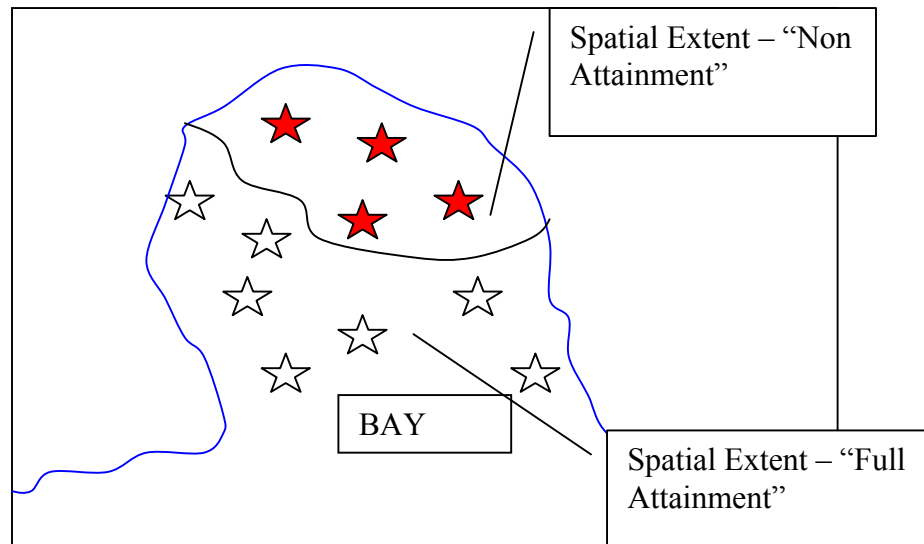 Spatial Extent – “Non
Attainment”
BAY
Spatial Extent – “Full
Attainment”